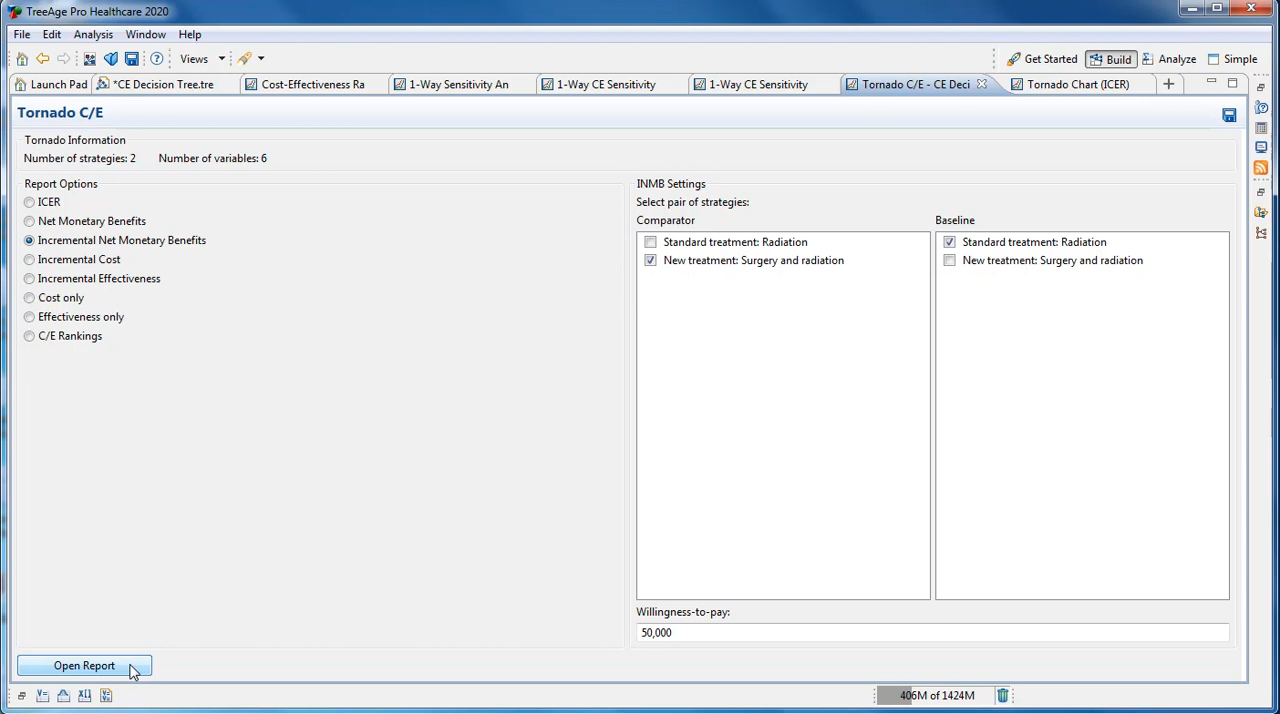 TreeAge Pro Healthcare 2020
File Edit Analysis Window Help
Views Get Started Build Analyze Simple
Launch Pad *CE Decision Tree.tre Cost-Effectiveness Ra 1-Way Sensitivity An 1-Way CE Sensitivity 1-Way CE Sensitivity Tornado C/E - CE Deci Tornado Chart (ICER)
Tornado C/E
Tornado Information
Number of strategies: 2 Number of variables: 6
Report Options
ICER
Net Monetary Benefits
Incremental Net Monetary Benefits
Incremental Cost
Incremental Effectiveness
Cost only
Effectiveness only
C/E Rankings
INMB Settings
Select pair of strategies:
Comparator
Standard treatment: Radiation
New treatment: Surgery and radiation
Baseline
Standard treatment: Radiation
New treatment: Surgery and radiation
Willingness-to-pay:
50,000
Open Report
406M of 1424M